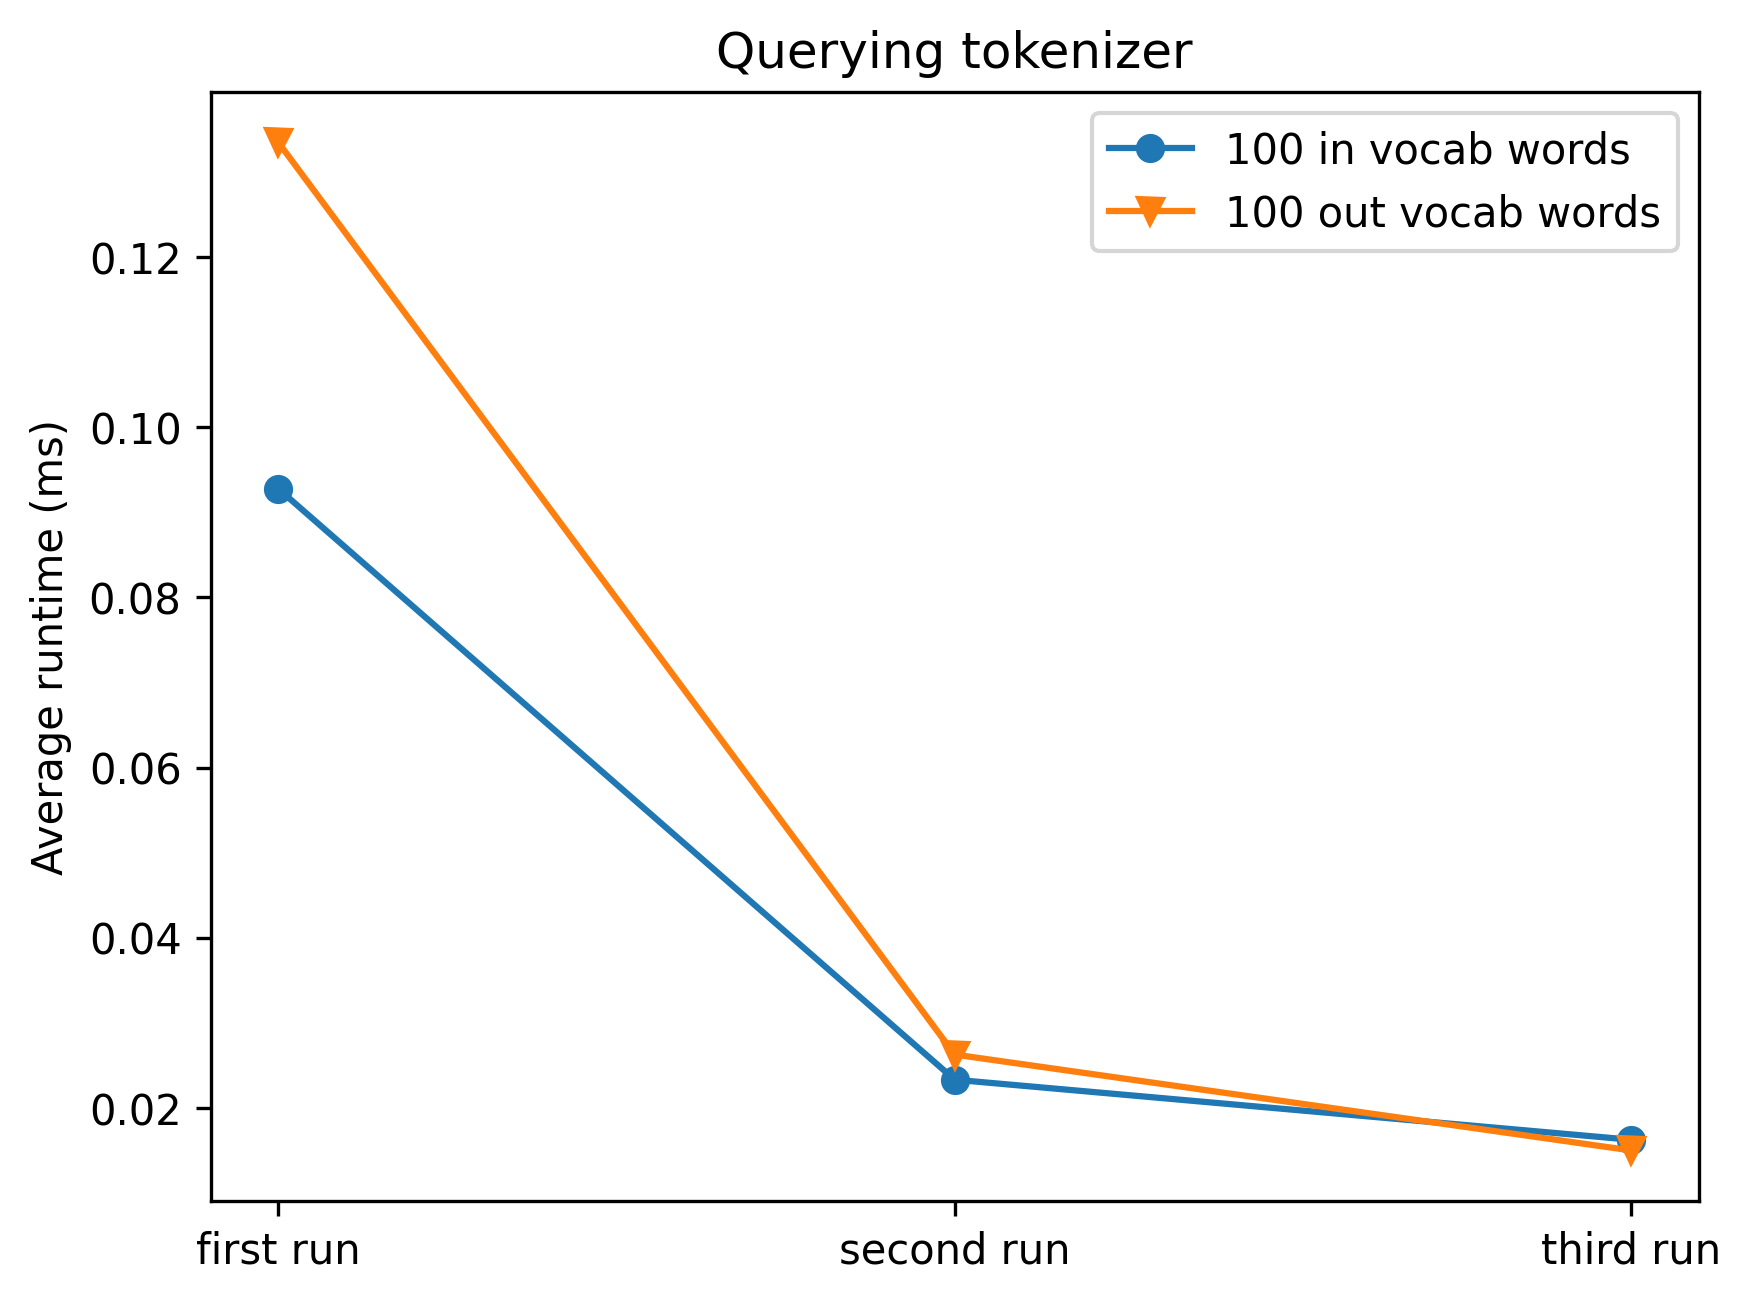 Querying tokenizer
100 in vocab words
100 out vocab words
Average runtime (ms)
0.12
0.10
0.08
0.06
0.04
0.02
first run
second run
third run